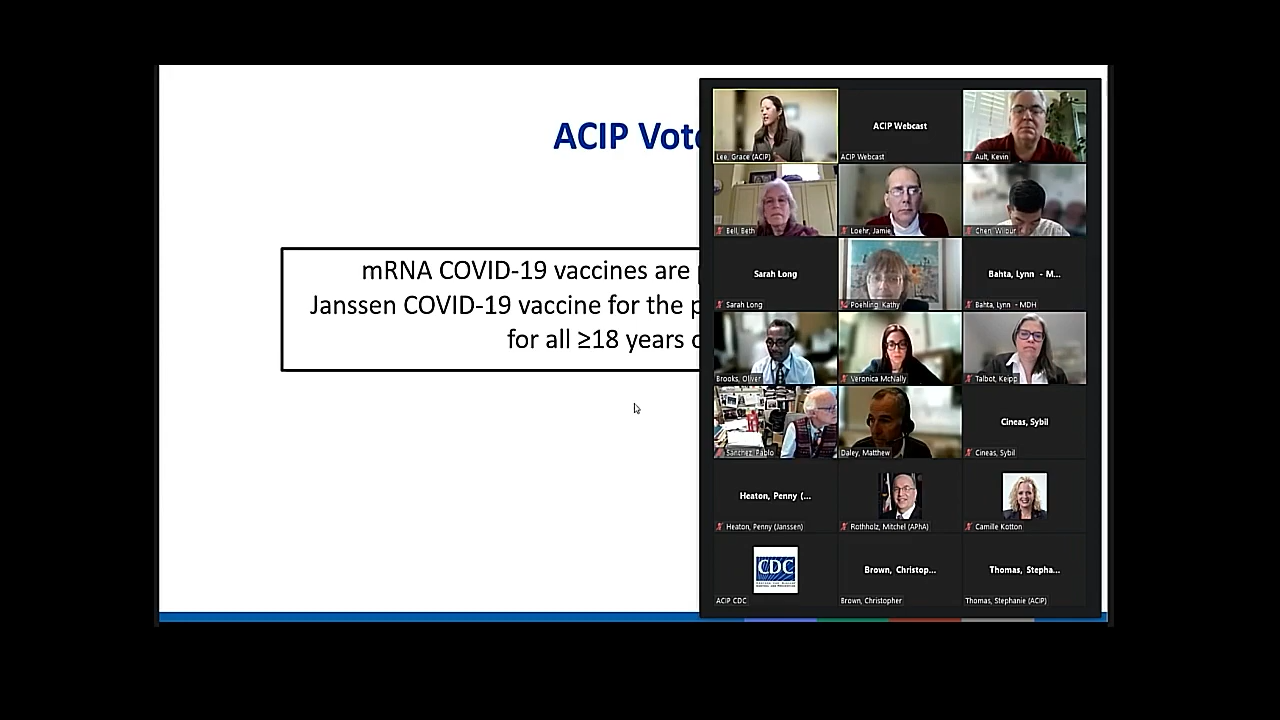 ACIP Vot
mRNA COVID-19 vaccines are
Janssen COVID-19 vaccine for the p
for all ≥18 years
Lee, Grace (ACIP)
ACIP Webcast
ACIP Webcast
Ault, Kevin
Bell, Beth
Loehr, Jamie
Chen, Wilbur
Sarah Long
Sarah Long
Poehling, Kathy
Bahta, Lynn - M...
Bahta, Lynn - MDH
Brooks, Oliver
Veronica McNally
Talbot, Keipp
Sanchez, Pablo
Daley, Matthew
Cineas, Sybil
Cineas, Sybil
Heaton, Penny (...
Heaton, Penny (Janssen)
Rothholz, Mitchel (APhA)
Camille Kotton
CDC
ACIP CDC
Brown, Christop...
Brown, Christopher
Thomas, Stepha...
Thomas, Stephanie (ACIP)